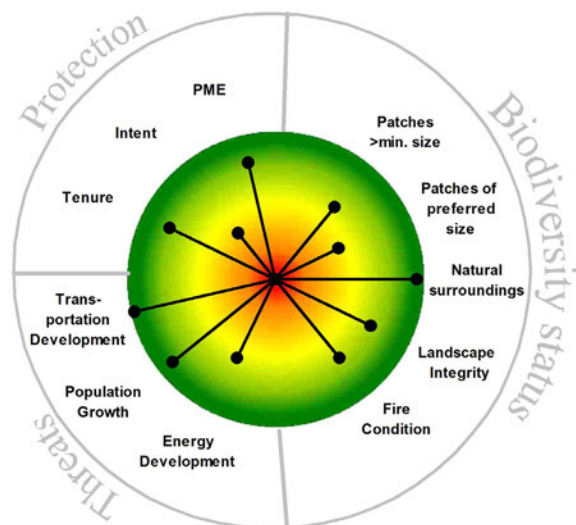 Protection
PME
Intent
Tenure
Biodiversity status
Patches
>min. size
Patches of
preferred
size
Natural
surroundings
Landscape
Integrity
Fire
Condition
Threats
Trans-
portation
Development
Population
Growth
Energy
Development